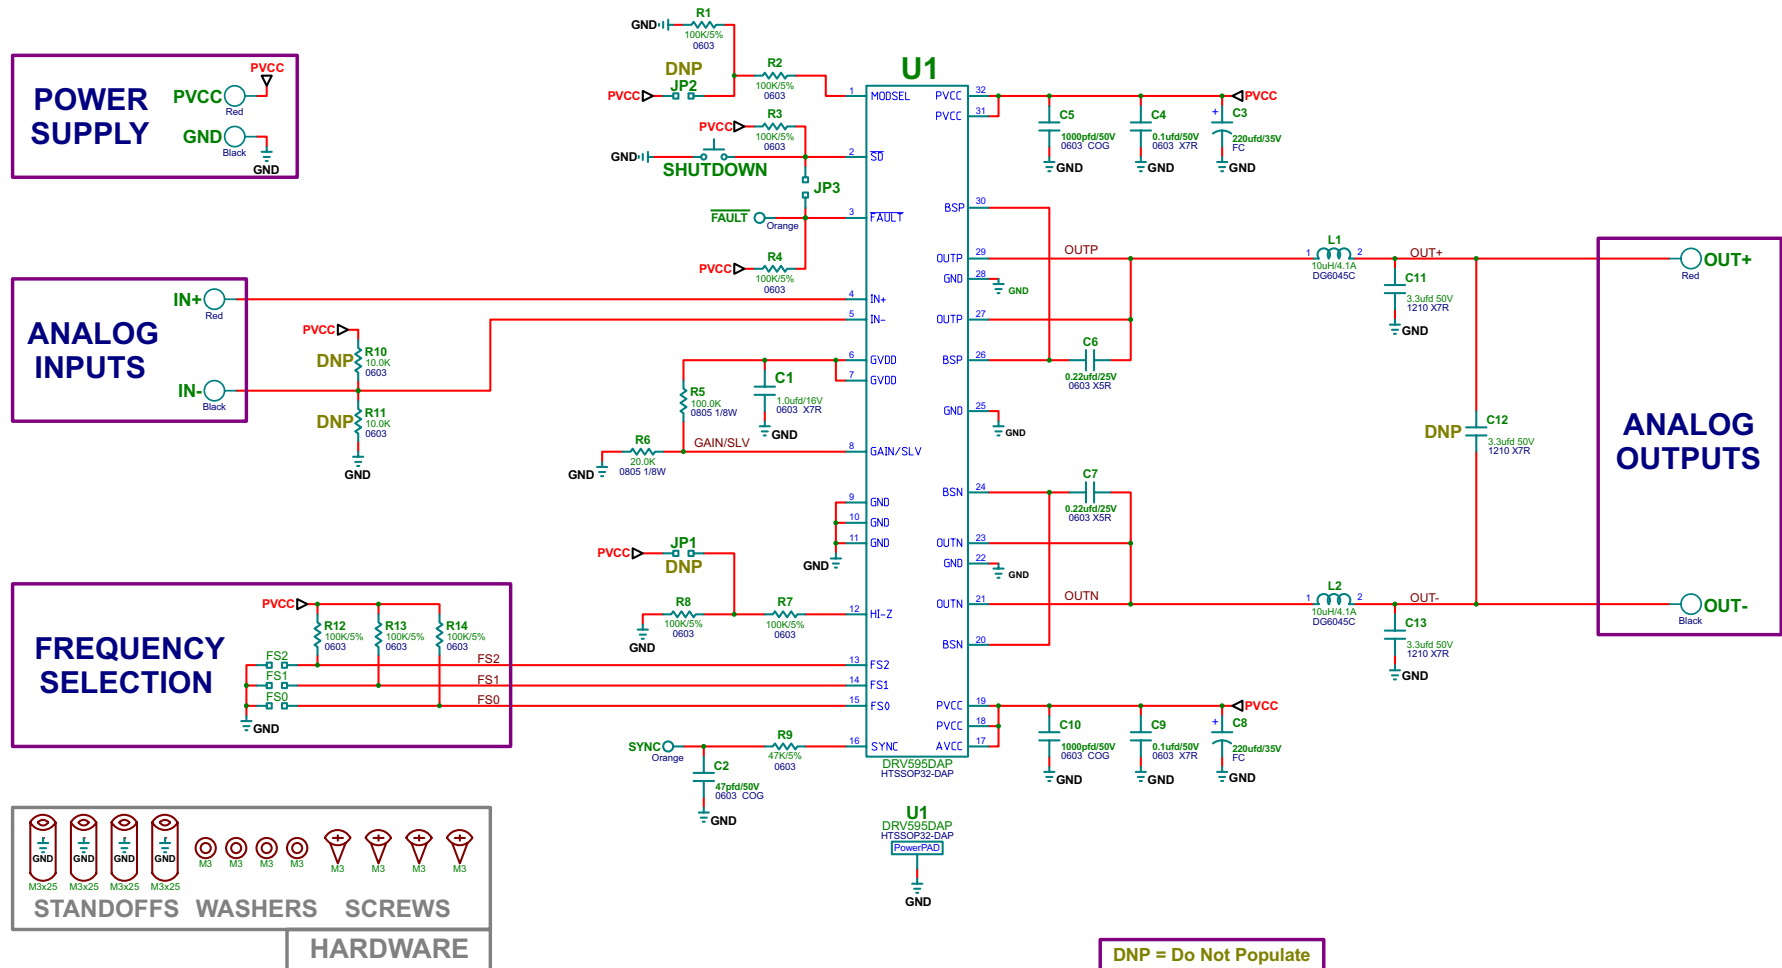 POWER
SUPPLY
PVCC
PVCC
Red
GND
Black
GND
ANALOG
INPUTS
IN+
Red
IN-
Black
PVCC
DNP
R10
10.0K
0603
DNP
R11
10.0K
0603
GND
FREQUENCY
SELECTION
PVCC
R12
100K/5%
0603
R13
100K/5%
0603
R14
100K/5%
0603
FS2
FS1
FS0
GND
FS2
FS1
FS0
GND
R1
100K/5%
0603
DNP
JP2
PVCC
R2
100K/5%
0603
PVCC
R3
100K/5%
0603
GND
SHUTDOWN
JP3
FAULT
Orange
PVCC
R4
100K/5%
0603
R5
100.0K
0805 1/8W
C1
1.0ufd/16V
0603 X7R
GND
R6
20.0K
0805 1/8W
GAIN/SLV
GND
GND
PVCC
JP1
DNP
R8
100K/5%
0603
R7
100K/5%
0603
GND
SYNC
Orange
R9
47K/5%
0603
C2
47pfd/50V
0603 COG
GND
U1
1 MODSEL
2 SD
3 FAULT
4 IN+
5 IN-
6 GVDD
7 GVDD
8 GAIN/SLV
9 GND
10 GND
11 GND
12 HI-Z
13 FS2
14 FS1
15 FS0
16 SYNC
PVCC 32
PVCC 31
BSP 30
OUTP 29
GND 28
OUTP 27
BSP 26
GND 25
BSN 24
OUTN 23
GND 22
OUTN 21
BSN 20
PVCC 19
PVCC 18
AVCC 17
DRV595DAP
HTSSOP32-DAP
U1
DRV595DAP
HTSSOP32-DAP
PowerPAD
GND
C5
1000pfd/50V
0603 COG
GND
C4
0.1ufd/50V
0603 X7R
GND
C3
+
220ufd/35V
FC
GND
PVCC
OUTP
GND
C6
0.22ufd/25V
0603 X5R
GND
C7
0.22ufd/25V
0603 X5R
GND
OUTN
1 L1 2
10uH/4.1A
DG6045C
OUT+
C11
3.3ufd 50V
1210 X7R
GND
DNP
C12
3.3ufd 50V
1210 X7R
1 L2 2
10uH/4.1A
DG6045C
OUT-
C13
3.3ufd 50V
1210 X7R
GND
C10
1000pfd/50V
0603 COG
GND
C9
0.1ufd/50V
0603 X7R
GND
C8
+
220ufd/35V
FC
GND
PVCC
OUT+
Red
ANALOG
OUTPUTS
OUT-
Black
GND GND GND GND
M3x25 M3x25 M3x25 M3x25
M3 M3 M3 M3
M3 M3 M3 M3
STANDOFFS WASHERS SCREWS
HARDWARE
DNP = Do Not Populate